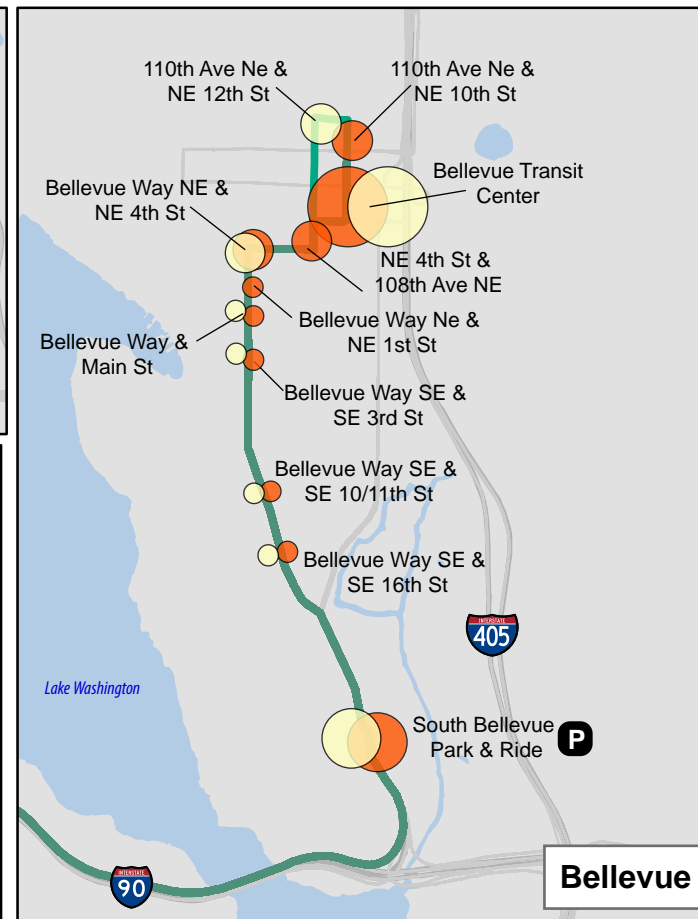 110th Ave Ne &
NE 12th St
110th Ave Ne &
NE 10th St
Bellevue Transit
Center
Bellevue Way NE &
NE 4th St
NE 4th St &
108th Ave NE
Bellevue Way Ne &
NE 1st St
Bellevue Way &
Main St
Bellevue Way SE &
SE 3rd St
Bellevue Way SE &
SE 10/11th St
Bellevue Way SE &
SE 16th St
INTERSTATE
405
Lake Washington
South Bellevue
Park & Ride
P
INTERSTATE
90
Bellevue